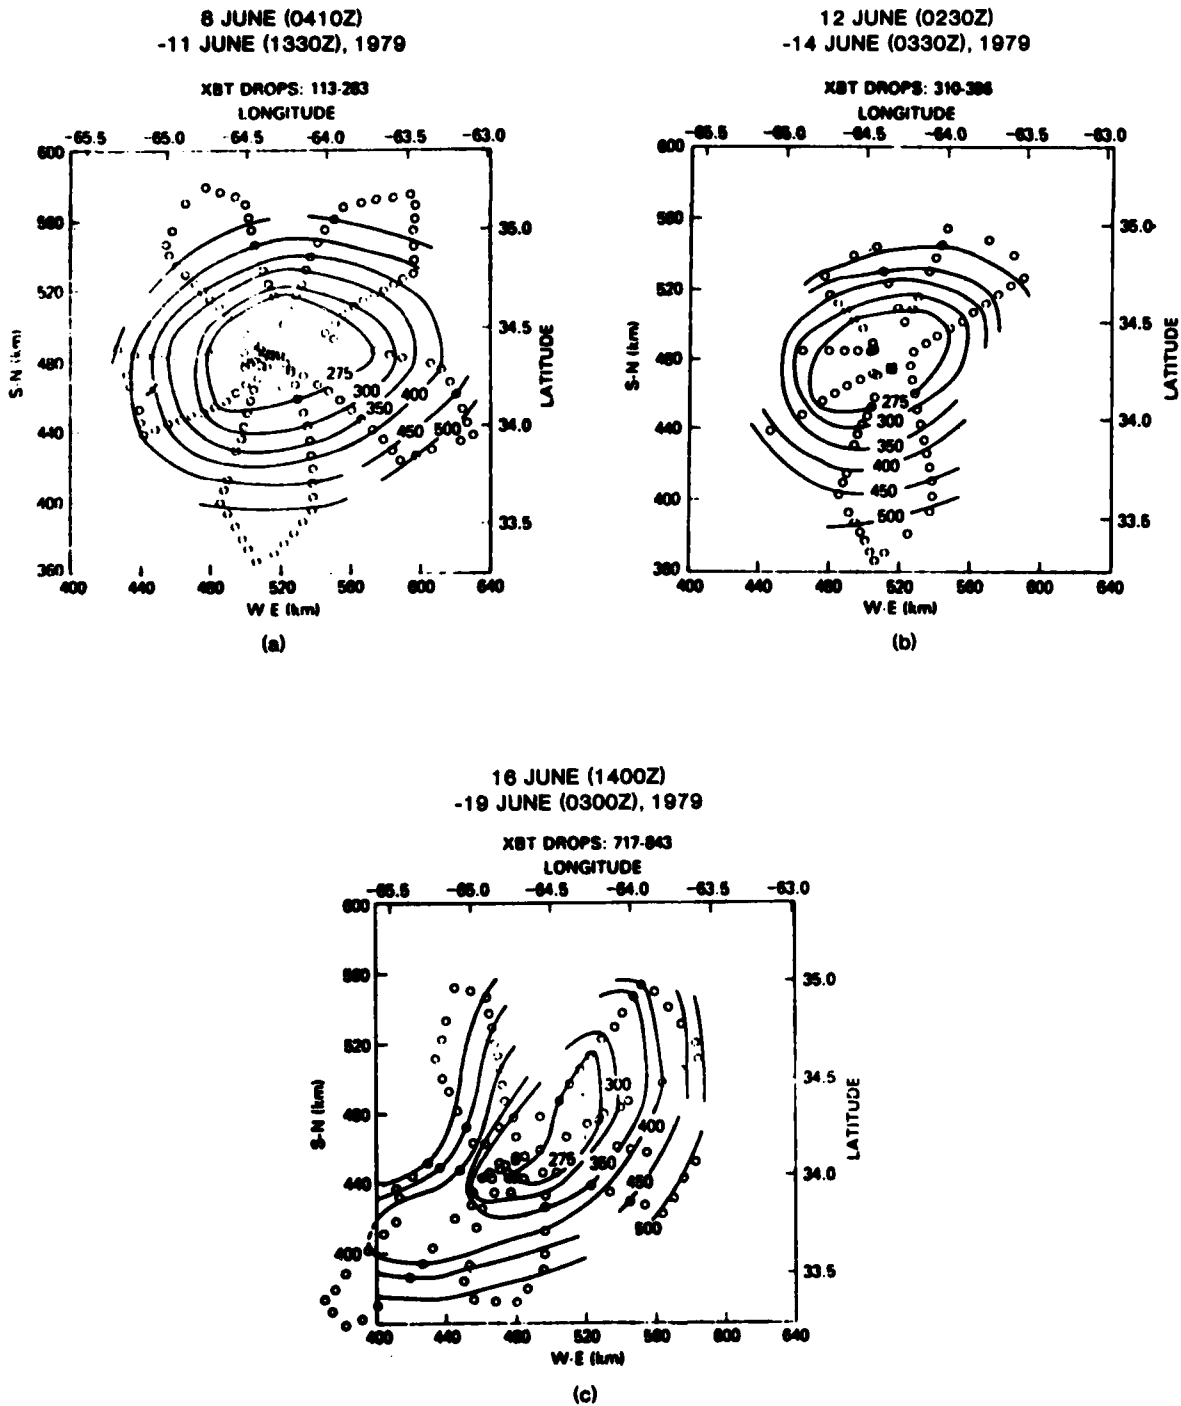 8 JUNE (0410Z)
-11 JUNE (1330Z), 1979
XBT DROPS: 113-283
LONGITUDE
-65.5 -65.0 -64.5 -64.0 -63.5 -63.0
600
560
520
480
440
400
360
S-N (km)
35.0
34.5
34.0
33.5
LATITUDE
275
300
350
400
450
500
400 440 480 520 560 600 640
W-E (km)
(a)
12 JUNE (0230Z)
-14 JUNE (0330Z), 1979
XBT DROPS: 310-386
LONGITUDE
-65.5 -65.0 -64.5 -64.0 -63.5 -63.0
600
560
520
480
440
400
360
S-N (km)
35.0
34.5
34.0
33.5
LATITUDE
275
300
350
400
450
500
400 440 480 520 560 600 640
W-E (km)
(b)
16 JUNE (1400Z)
-19 JUNE (0300Z), 1979
XBT DROPS: 717-843
LONGITUDE
-65.5 -65.0 -64.5 -64.0 -63.5 -63.0
600
560
520
480
440
400
S-N (km)
35.0
34.5
34.0
33.5
LATITUDE
300
400
275
350
450
500
400 440 480 520 560 600 640
W-E (km)
(c)